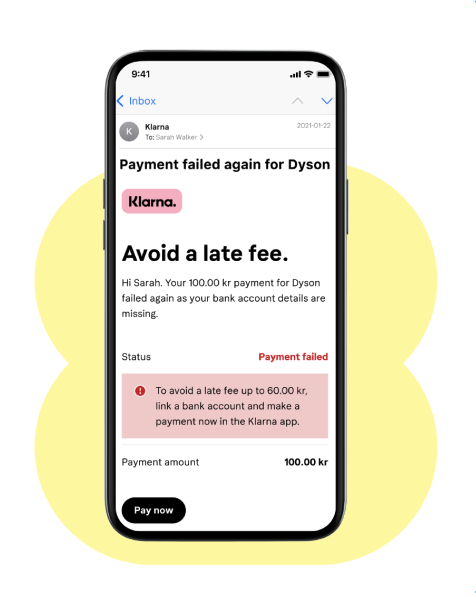 9:41
Inbox
K
Klarna
2021-01-22
To: Sarah Walker >
Payment failed again for Dyson
Klarna.
Avoid a late fee.
Hi Sarah. Your 100.00 kr payment for Dyson
failed again as your bank account details are
missing.
Status Payment failed
To avoid a late fee up to 60.00 kr,
link a bank account and make a
payment now in the Klarna app.
Payment amount 100.00 kr
Pay now